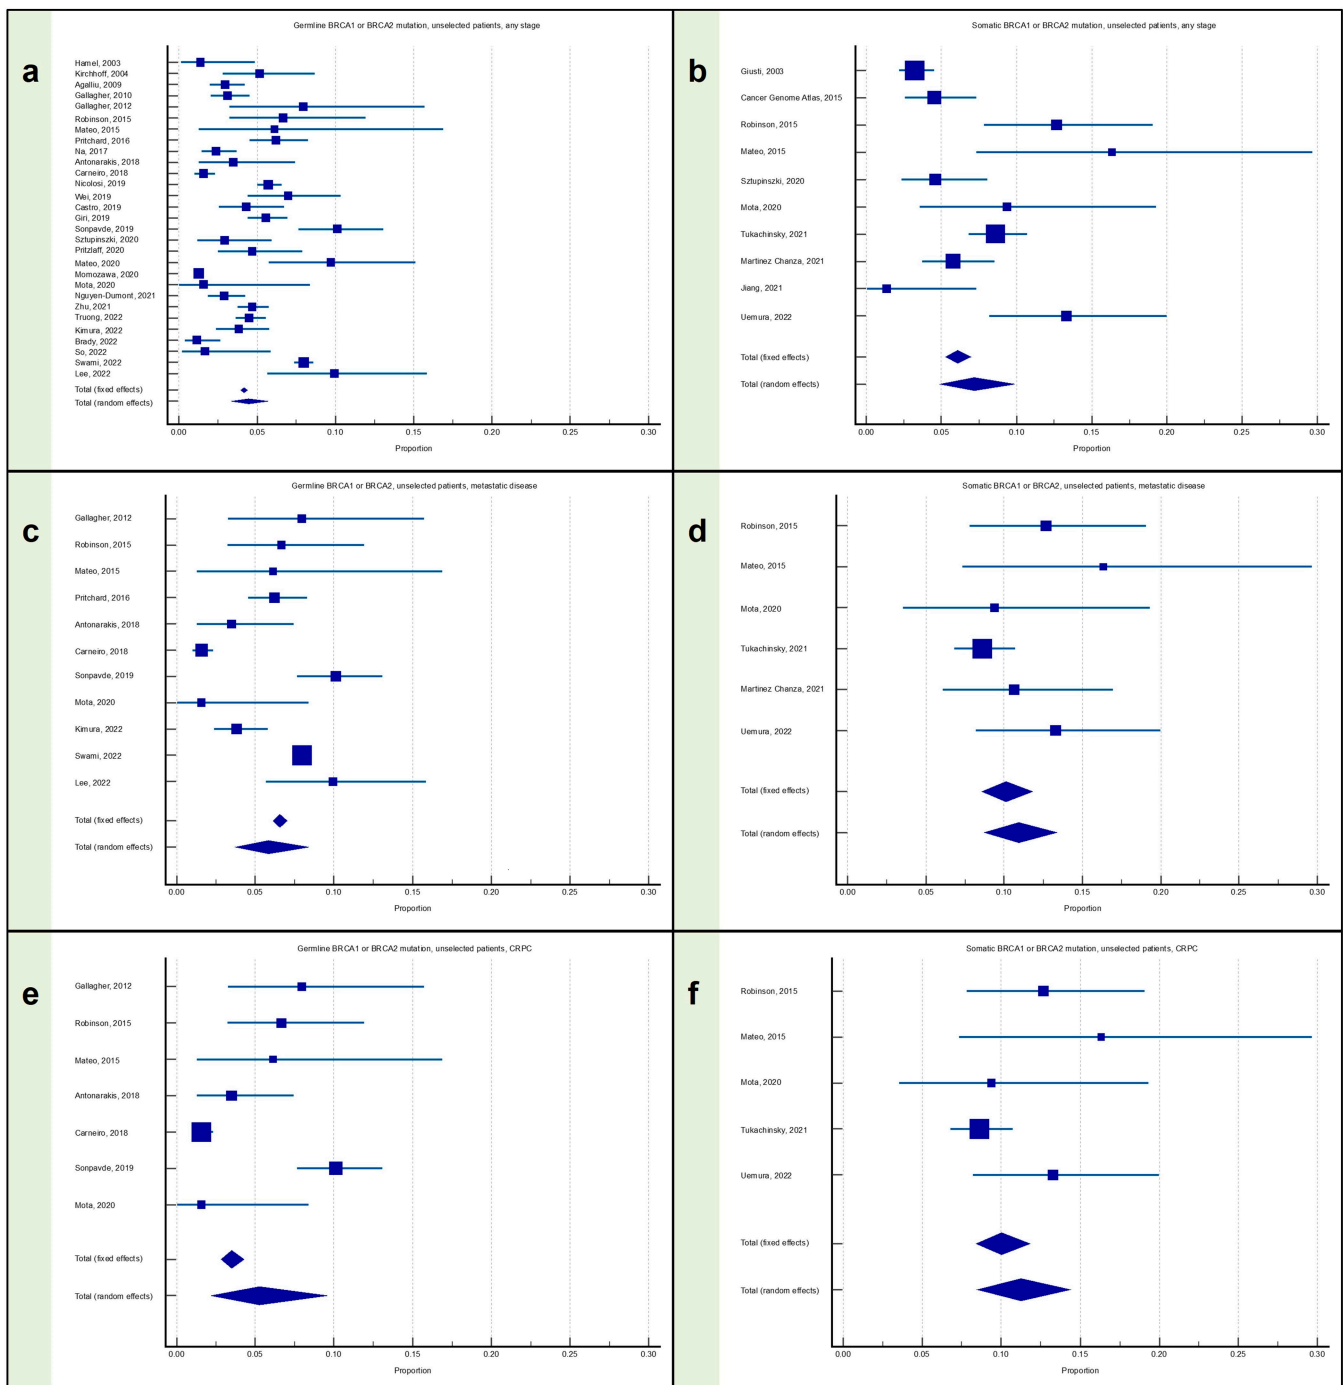 a
Germline BRCA1 or BRCA2 mutation, unselected patients, any stage
Hamel, 2003
Kirchhoff, 2004
Agalliu, 2009
Gallagher, 2010
Gallagher, 2012
Robinson, 2015
Mateo, 2015
Pritchard, 2016
Na, 2017
Antonarakis, 2018
Carneiro, 2018
Nicolosi, 2019
Wei, 2019
Castro, 2019
Giri, 2019
Sonpavde, 2019
Sztupinszki, 2020
Pritzlaff, 2020
Mateo, 2020
Momozawa, 2020
Mota, 2020
Nguyen-Dumont, 2021
Zhu, 2021
Truong, 2022
Kimura, 2022
Brady, 2022
So, 2022
Swami, 2022
Lee, 2022
Total (fixed effects)
Total (random effects)
0.00 0.05 0.10 0.15 0.20 0.25 0.30
Proportion
b
Somatic BRCA1 or BRCA2 mutation, unselected patients, any stage
Giusti, 2003
Cancer Genome Atlas, 2015
Robinson, 2015
Mateo, 2015
Sztupinszki, 2020
Mota, 2020
Tukachinsky, 2021
Martinez Chanza, 2021
Jiang, 2021
Uemura, 2022
Total (fixed effects)
Total (random effects)
0.00 0.05 0.10 0.15 0.20 0.25 0.30
Proportion
c
Germline BRCA1 or BRCA2, unselected patients, metastatic disease
Gallagher, 2012
Robinson, 2015
Mateo, 2015
Pritchard, 2016
Antonarakis, 2018
Carneiro, 2018
Sonpavde, 2019
Mota, 2020
Kimura, 2022
Swami, 2022
Lee, 2022
Total (fixed effects)
Total (random effects)
0.00 0.05 0.10 0.15 0.20 0.25 0.30
Proportion
d
Somatic BRCA1 or BRCA2, unselected patients, metastatic disease
Robinson, 2015
Mateo, 2015
Mota, 2020
Tukachinsky, 2021
Martinez Chanza, 2021
Uemura, 2022
Total (fixed effects)
Total (random effects)
0.00 0.05 0.10 0.15 0.20 0.25 0.30
Proportion
e
Germline BRCA1 or BRCA2 mutation, unselected patients, CRPC
Gallagher, 2012
Robinson, 2015
Mateo, 2015
Antonarakis, 2018
Carneiro, 2018
Sonpavde, 2019
Mota, 2020
Total (fixed effects)
Total (random effects)
0.00 0.05 0.10 0.15 0.20 0.25 0.30
Proportion
f
Somatic BRCA1 or BRCA2 mutation, unselected patients, CRPC
Robinson, 2015
Mateo, 2015
Mota, 2020
Tukachinsky, 2021
Uemura, 2022
Total (fixed effects)
Total (random effects)
0.00 0.05 0.10 0.15 0.20 0.25 0.30
Proportion